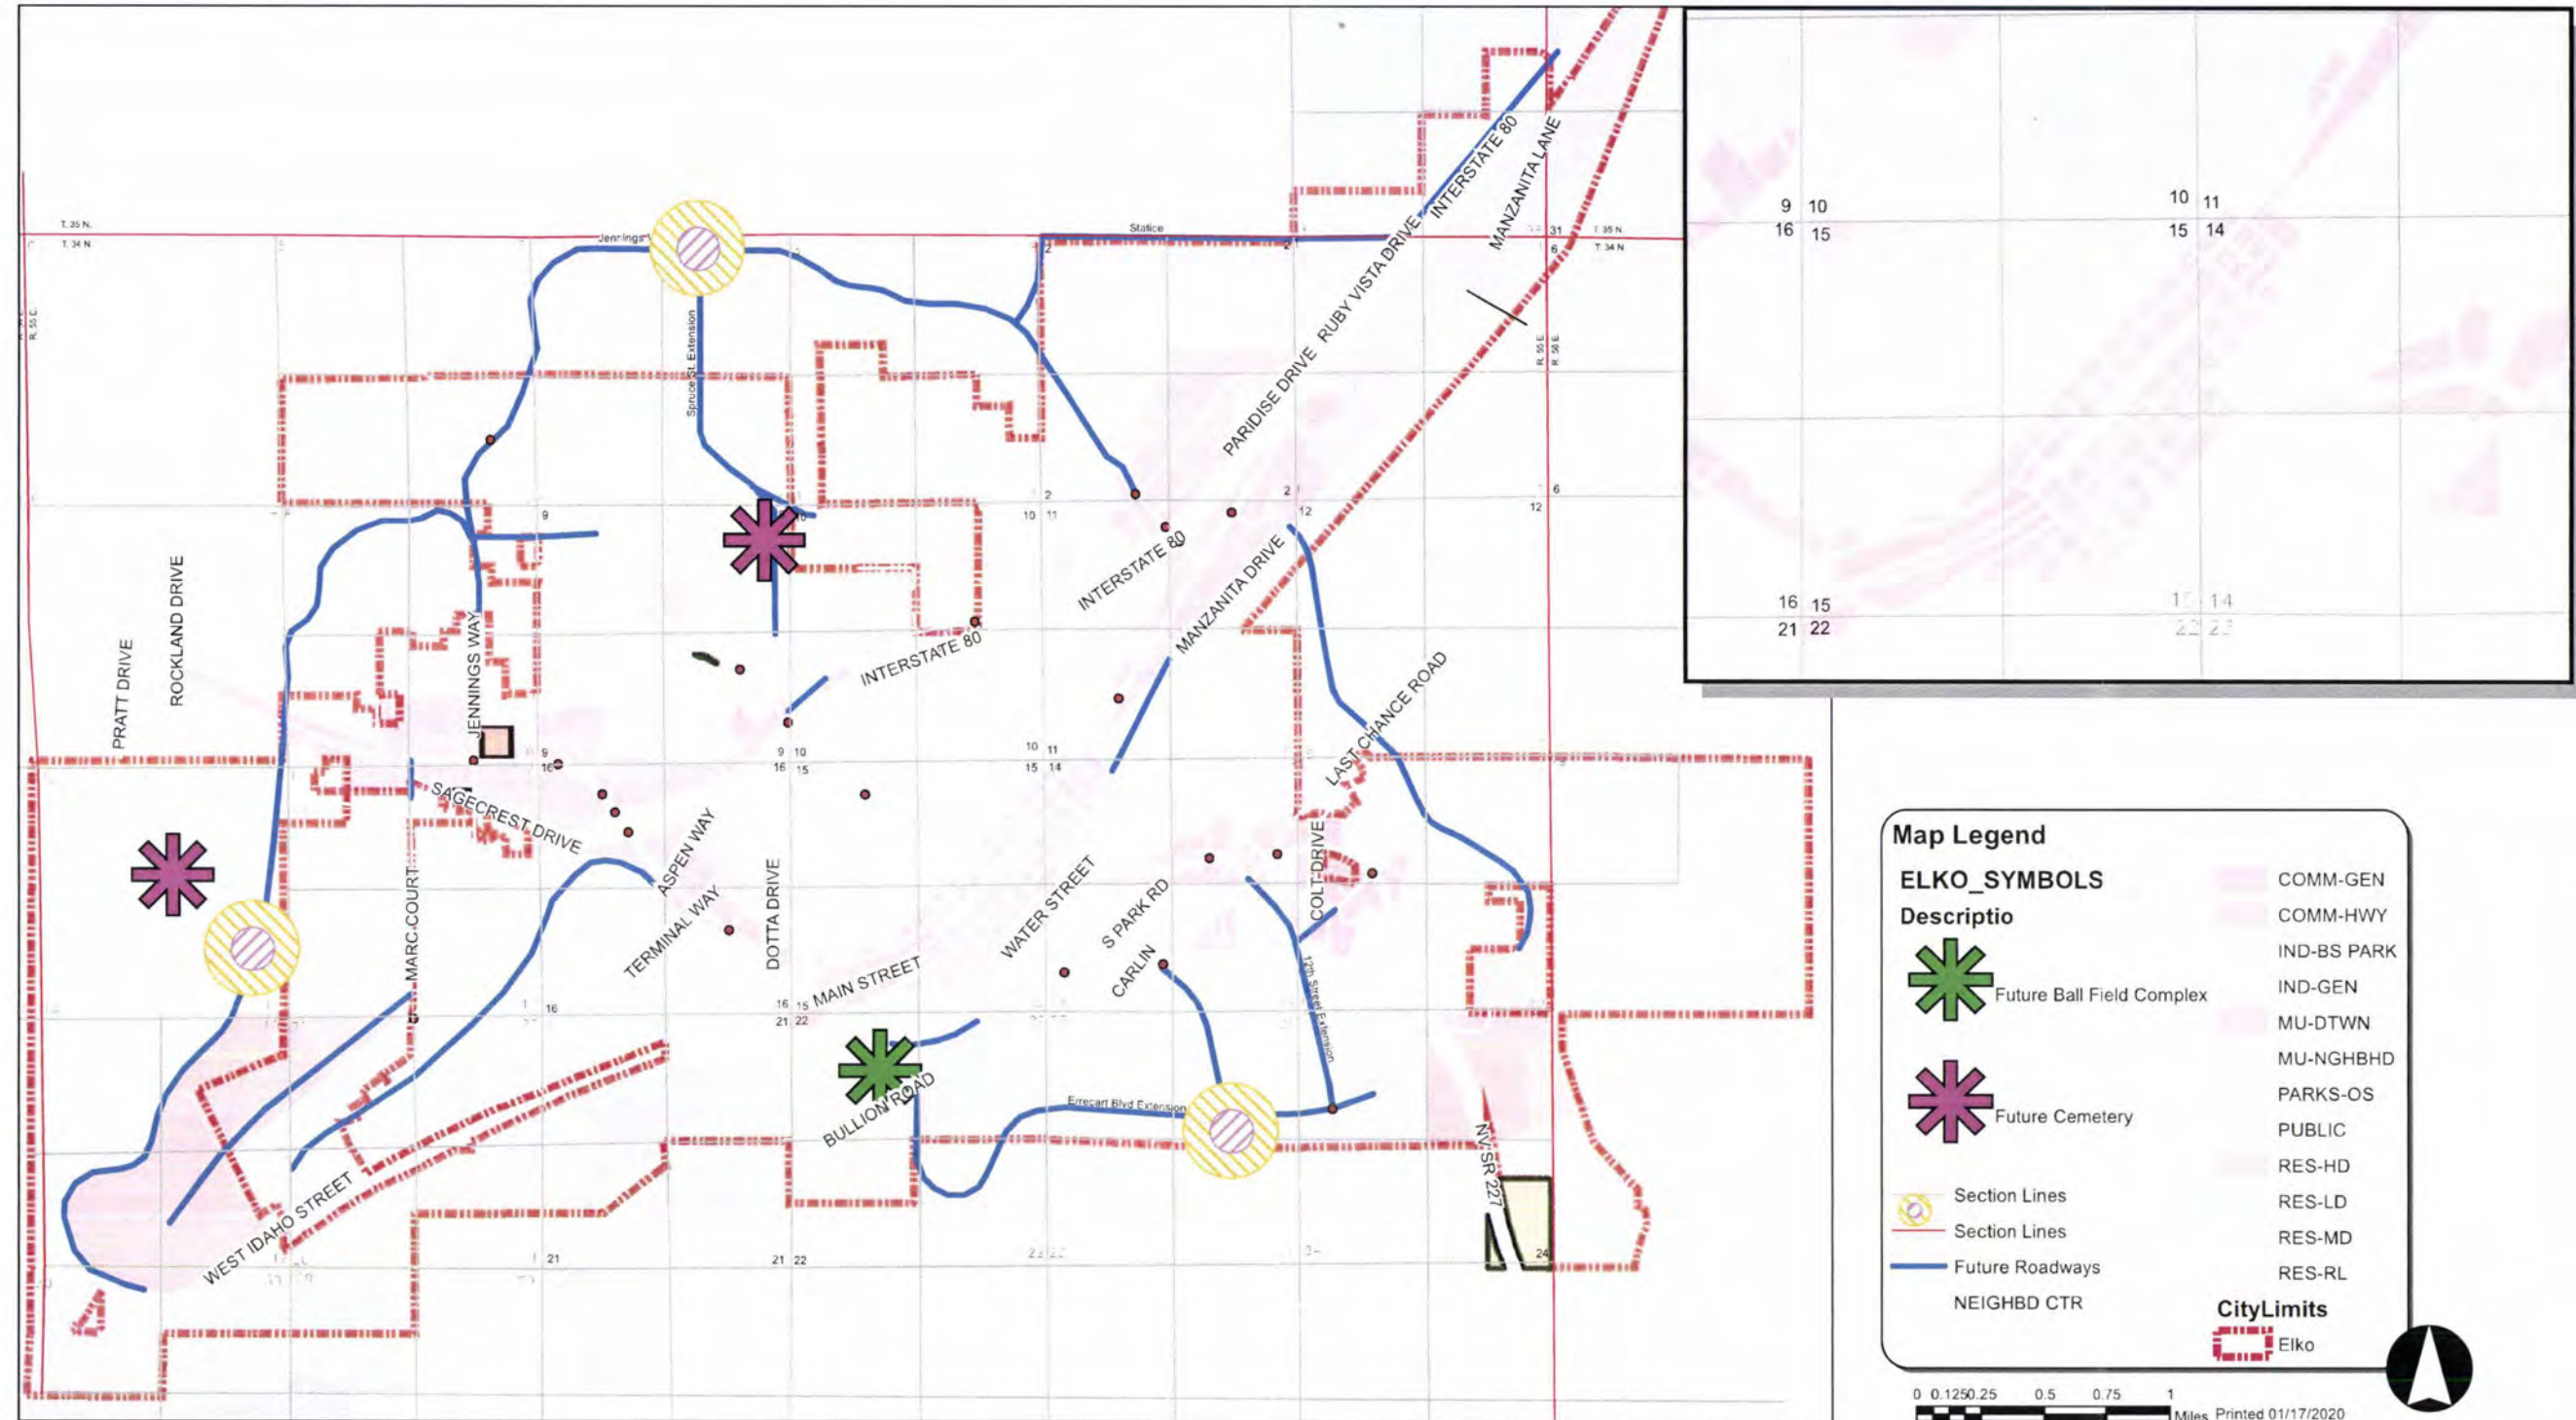 T. 35 N.
T. 34 N.
R. 55 E.
Jennings
Statice
31
T. 35 N.
6
T. 34 N.
2
2
INTERSTATE 80
MANZANITA LANE
RUBY VISTA DRIVE
PARIDISE DRIVE
R. 55 E.
R. 56 E.
Spruce St. Extension
9
10
2
10 11
2
12
6
12
INTERSTATE 80
MANZANITA DRIVE
INTERSTATE 80
ROCKLAND DRIVE
PRATT DRIVE
JENNINGS WAY
LAST CHANCE ROAD
9
16
9 10
16 15
10 11
15 14
SAGECREST DRIVE
ASPEN WAY
TERMINAL WAY
DOTTA DRIVE
MARC COURT
COLT DRIVE
WATER STREET
S PARK RD
CARLIN
MAIN STREET
12th Street Extension
16
16 15
21 22
BULLION ROAD
Errecart Blvd Extension
NV SR 227
WEST IDAHO STREET
21
21 22
24
9 10
16 15
10 11
15 14
16 15
21 22
15 14
22 23
Map Legend
ELKO_SYMBOLS
Descriptio
Future Ball Field Complex
Future Cemetery
Section Lines
Section Lines
Future Roadways
NEIGHBD CTR
COMM-GEN
COMM-HWY
IND-BS PARK
IND-GEN
MU-DTWN
MU-NGHBHD
PARKS-OS
PUBLIC
RES-HD
RES-LD
RES-MD
RES-RL
CityLimits
Elko
0 0.125 0.25 0.5 0.75 1
Miles Printed 01/17/2020